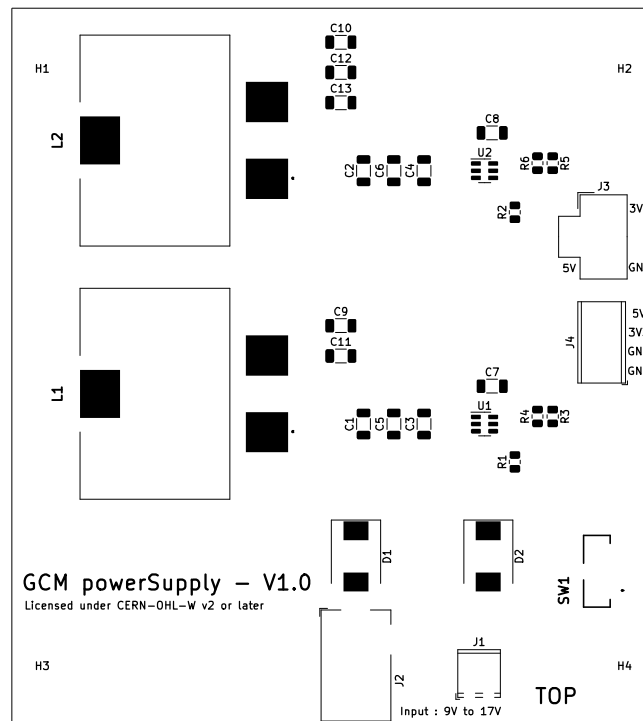 C10
H1
C12
H2
C13
L2
C8
U2
C2
C6
C4
R6
R5
J3
R2
3V
5V
GN
C9
5V
J4
3V3
C11
GN
GN
C7
L1
U1
C1
C5
C3
R4
R3
R1
D1
D2
GCM powerSupply - V1.0
SW1
Licensed under CERN-OHL-W v2 or later
J1
H3
J2
H4
TOP
Input : 9V to 17V